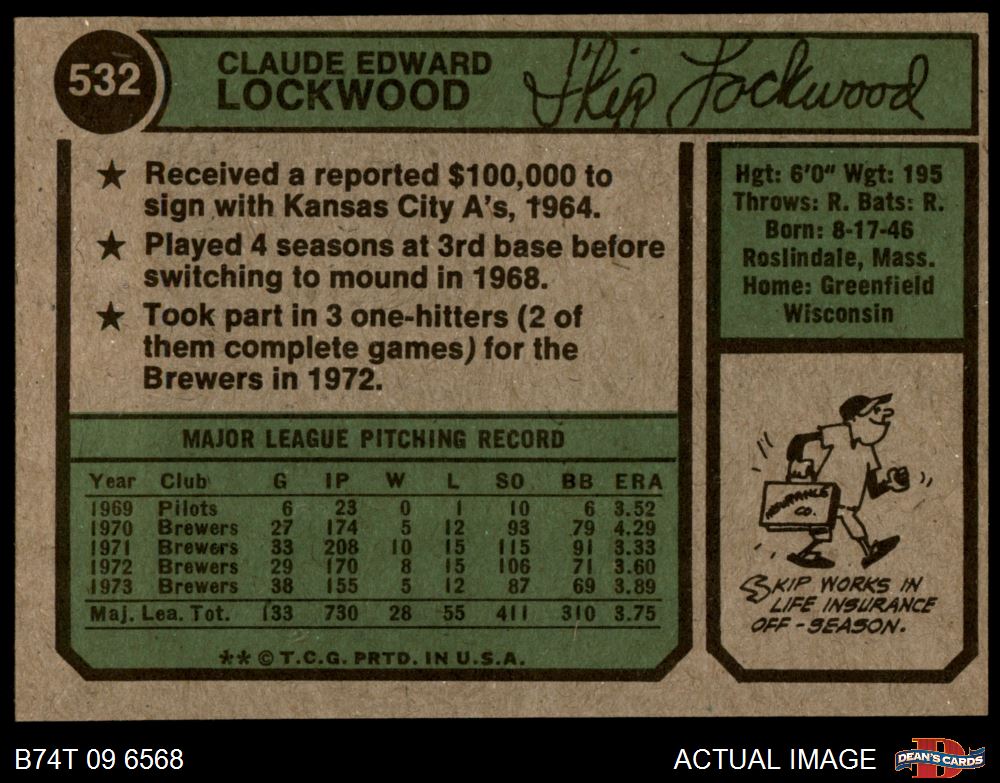 532
CLAUDE EDWARD
LOCKWOOD
Skip Lockwood
★ Received a reported $100,000 to
sign with Kansas City A's, 1964.
★ Played 4 seasons at 3rd base before
switching to mound in 1968.
★ Took part in 3 one-hitters (2 of
them complete games) for the
Brewers in 1972.
Hgt: 6'0" Wgt: 195
Throws: R. Bats: R.
Born: 8-17-46
Roslindale, Mass.
Home: Greenfield
Wisconsin
MAJOR LEAGUE PITCHING RECORD
Year Club G IP W L SO BB ERA
1969 Pilots 6 23 0 1 10 6 3.52
1970 Brewers 27 174 5 12 93 79 4.29
1971 Brewers 33 208 10 15 115 91 3.33
1972 Brewers 29 170 8 15 106 71 3.60
1973 Brewers 38 155 5 12 87 69 3.89
Maj. Lea. Tot. 133 730 28 55 411 310 3.75
** © T.C.G. PRTD. IN U.S.A.
INSURANCE
CO.
SKIP WORKS IN
LIFE INSURANCE
OFF-SEASON.
B74T 09 6568
ACTUAL IMAGE
D
DEAN'S CARDS